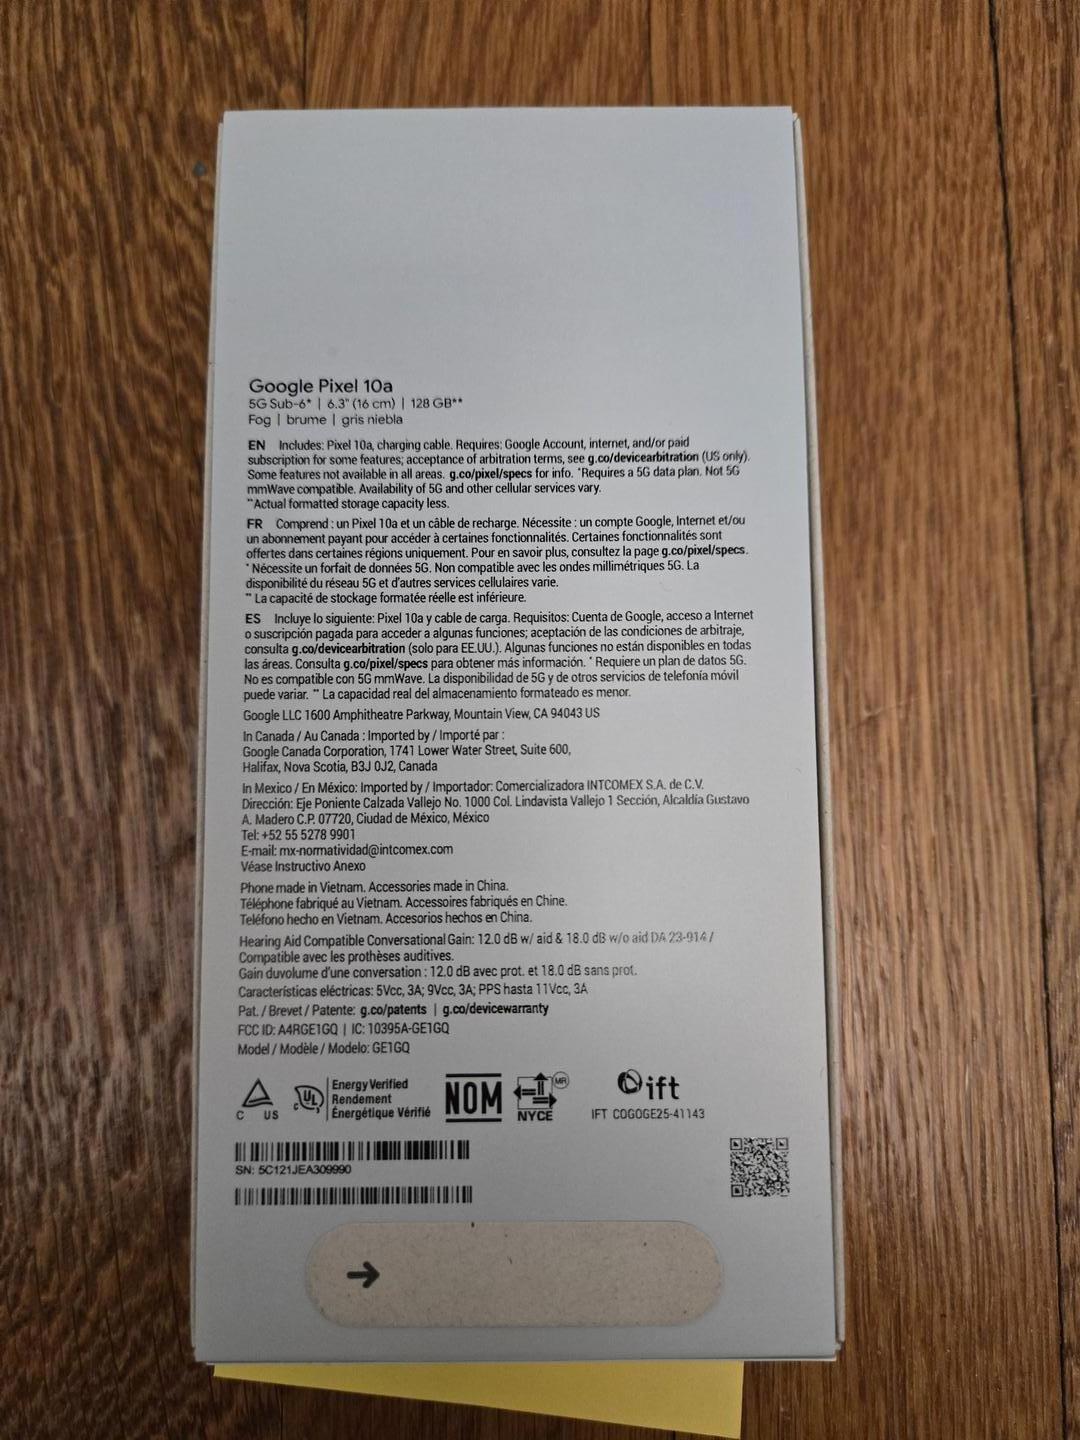 Google Pixel 10a
5G Sub-6* | 6.3" (16 cm) | 128 GB**
Fog | brume | gris niebla
EN Includes: Pixel 10a, charging cable. Requires: Google Account, internet, and/or paid
subscription for some features; acceptance of arbitration terms, see g.co/devicearbitration (US only).
Some features not available in all areas. g.co/pixel/specs for info. *Requires a 5G data plan. Not 5G
mmWave compatible. Availability of 5G and other cellular services vary.
**Actual formatted storage capacity less.
FR Comprend : un Pixel 10a et un câble de recharge. Nécessite : un compte Google, Internet et/ou
un abonnement payant pour accéder à certaines fonctionnalités. Certaines fonctionnalités sont
offertes dans certaines régions uniquement. Pour en savoir plus, consultez la page g.co/pixel/specs.
* Nécessite un forfait de données 5G. Non compatible avec les ondes millimétriques 5G. La
disponibilité du réseau 5G et d'autres services cellulaires varie.
** La capacité de stockage formatée réelle est inférieure.
ES Incluye lo siguiente: Pixel 10a y cable de carga. Requisitos: Cuenta de Google, acceso a Internet
o suscripción pagada para acceder a algunas funciones; aceptación de las condiciones de arbitraje,
consulta g.co/devicearbitration (solo para EE.UU.). Algunas funciones no están disponibles en todas
las áreas. Consulta g.co/pixel/specs para obtener más información. * Requiere un plan de datos 5G.
No es compatible con 5G mmWave. La disponibilidad de 5G y de otros servicios de telefonía móvil
puede variar. ** La capacidad real del almacenamiento formateado es menor.
Google LLC 1600 Amphitheatre Parkway, Mountain View, CA 94043 US
In Canada / Au Canada : Imported by / Importé par :
Google Canada Corporation, 1741 Lower Water Street, Suite 600,
Halifax, Nova Scotia, B3J 0J2, Canada
In Mexico / En México: Imported by / Importador: Comercializadora INTCOMEX S.A. de C.V.
Dirección: Eje Poniente Calzada Vallejo No. 1000 Col. Lindavista Vallejo 1 Sección, Alcaldía Gustavo
A. Madero C.P. 07720, Ciudad de México, México
Tel: +52 55 5278 9901
E-mail: mx-normatividad@intcomex.com
Véase Instructivo Anexo
Phone made in Vietnam. Accessories made in China.
Téléphone fabriqué au Vietnam. Accessoires fabriqués en Chine.
Teléfono hecho en Vietnam. Accesorios hechos en China.
Hearing Aid Compatible Conversational Gain: 12.0 dB w/ aid & 18.0 dB w/o aid DA 23-914 /
Compatible avec les prothèses auditives.
Gain duvolume d'une conversation : 12.0 dB avec prot. et 18.0 dB sans prot.
Características eléctricas: 5Vcc, 3A; 9Vcc, 3A; PPS hasta 11Vcc, 3A
Pat. / Brevet / Patente: g.co/patents | g.co/devicewarranty
FCC ID: A4RGE1GQ | IC: 10395A-GE1GQ
Model / Modèle / Modelo: GE1GQ
C US
c UL Energy Verified
Rendement
Énergétique Vérifié
NOM
MR
NYCE
ift
IFT COGOGE25-41143
SN: 5C121JEA309990